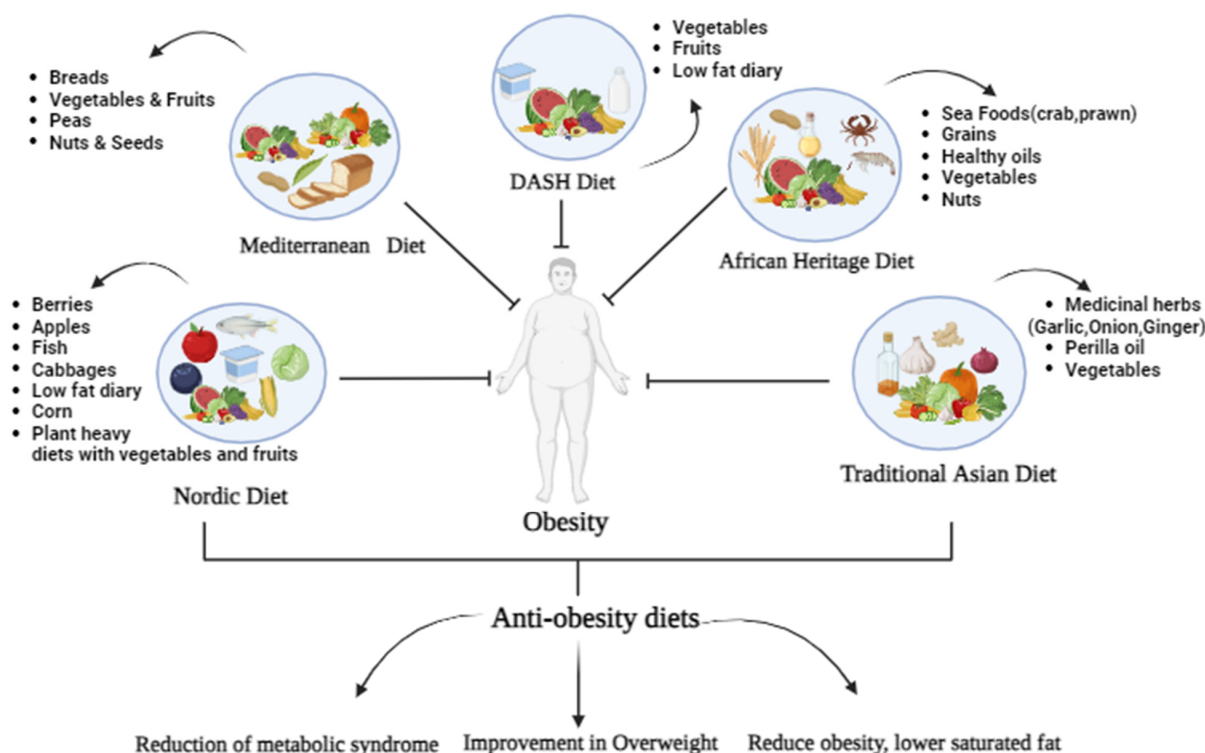 Breads
Vegetables & Fruits
Peas
Nuts & Seeds
Mediterranean Diet
Vegetables
Fruits
Low fat diary
DASH Diet
Sea Foods(crab,prawn)
Grains
Healthy oils
Vegetables
Nuts
African Heritage Diet
Berries
Apples
Fish
Cabbages
Low fat diary
Corn
Plant heavy
diets with vegetables and fruits
Nordic Diet
Medicinal herbs
(Garlic,Onion,Ginger)
Perilla oil
Vegetables
Traditional Asian Diet
Obesity
Anti-obesity diets
Reduction of metabolic syndrome
Improvement in Overweight
Reduce obesity, lower saturated fat